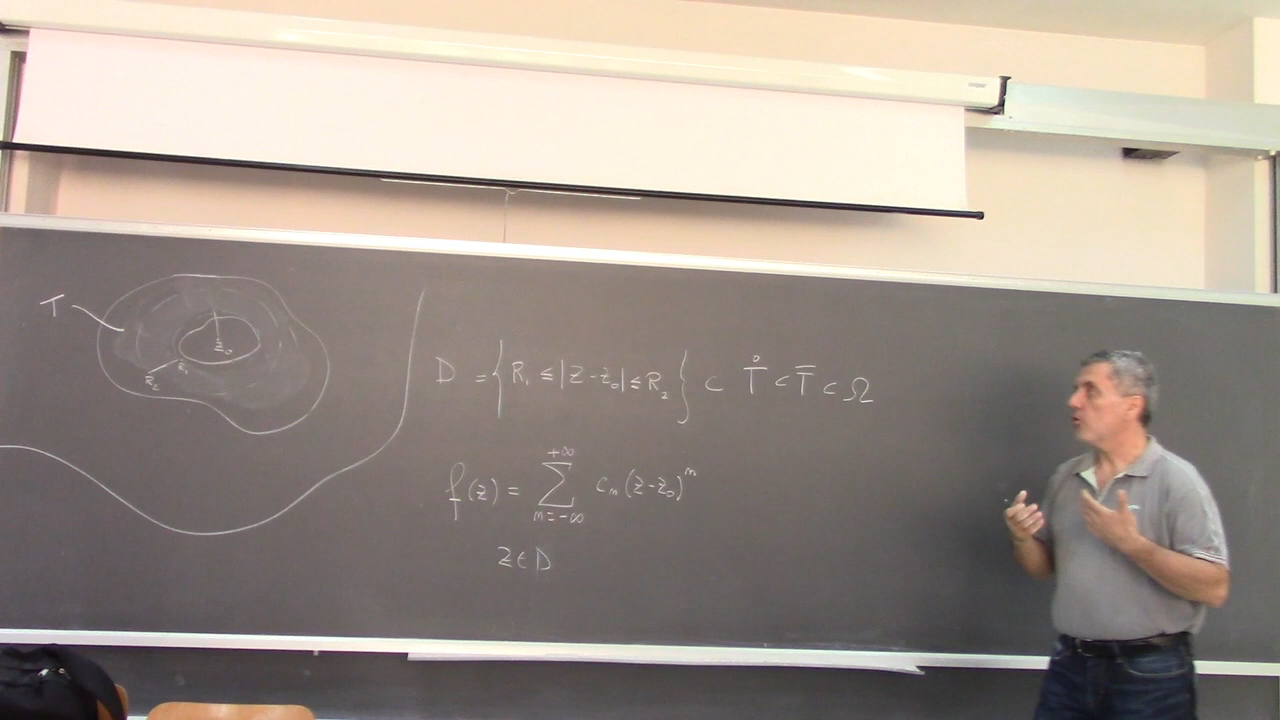 T
z₀
R₁
R₂
D = { R₁ ≤ |z - z₀| ≤ R₂ } ⊂ T̊ ⊂ T̄ ⊂ Ω
+∞
f(z) = ∑ cₙ (z - z₀)ⁿ
n = -∞
z ∈ D